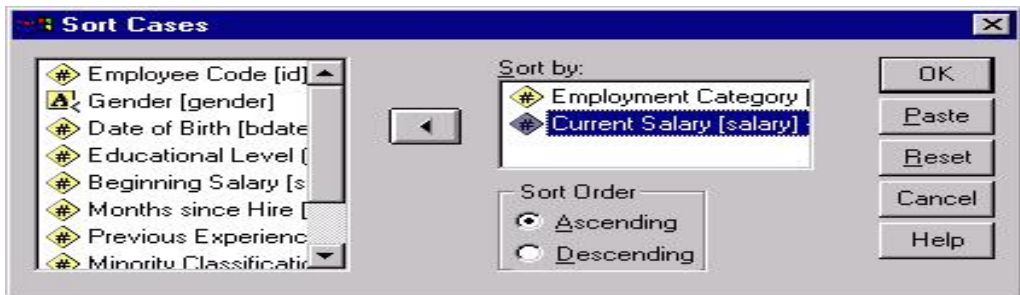 Sort Cases
Employee Code [id]
Gender [gender]
Date of Birth [bdate
Educational Level [
Beginning Salary [s
Months since Hire [
Previous Experienc
Minority Classificatio
Sort by:
Employment Category [
Current Salary [salary] -
Sort Order
Ascending
Descending
OK
Paste
Reset
Cancel
Help